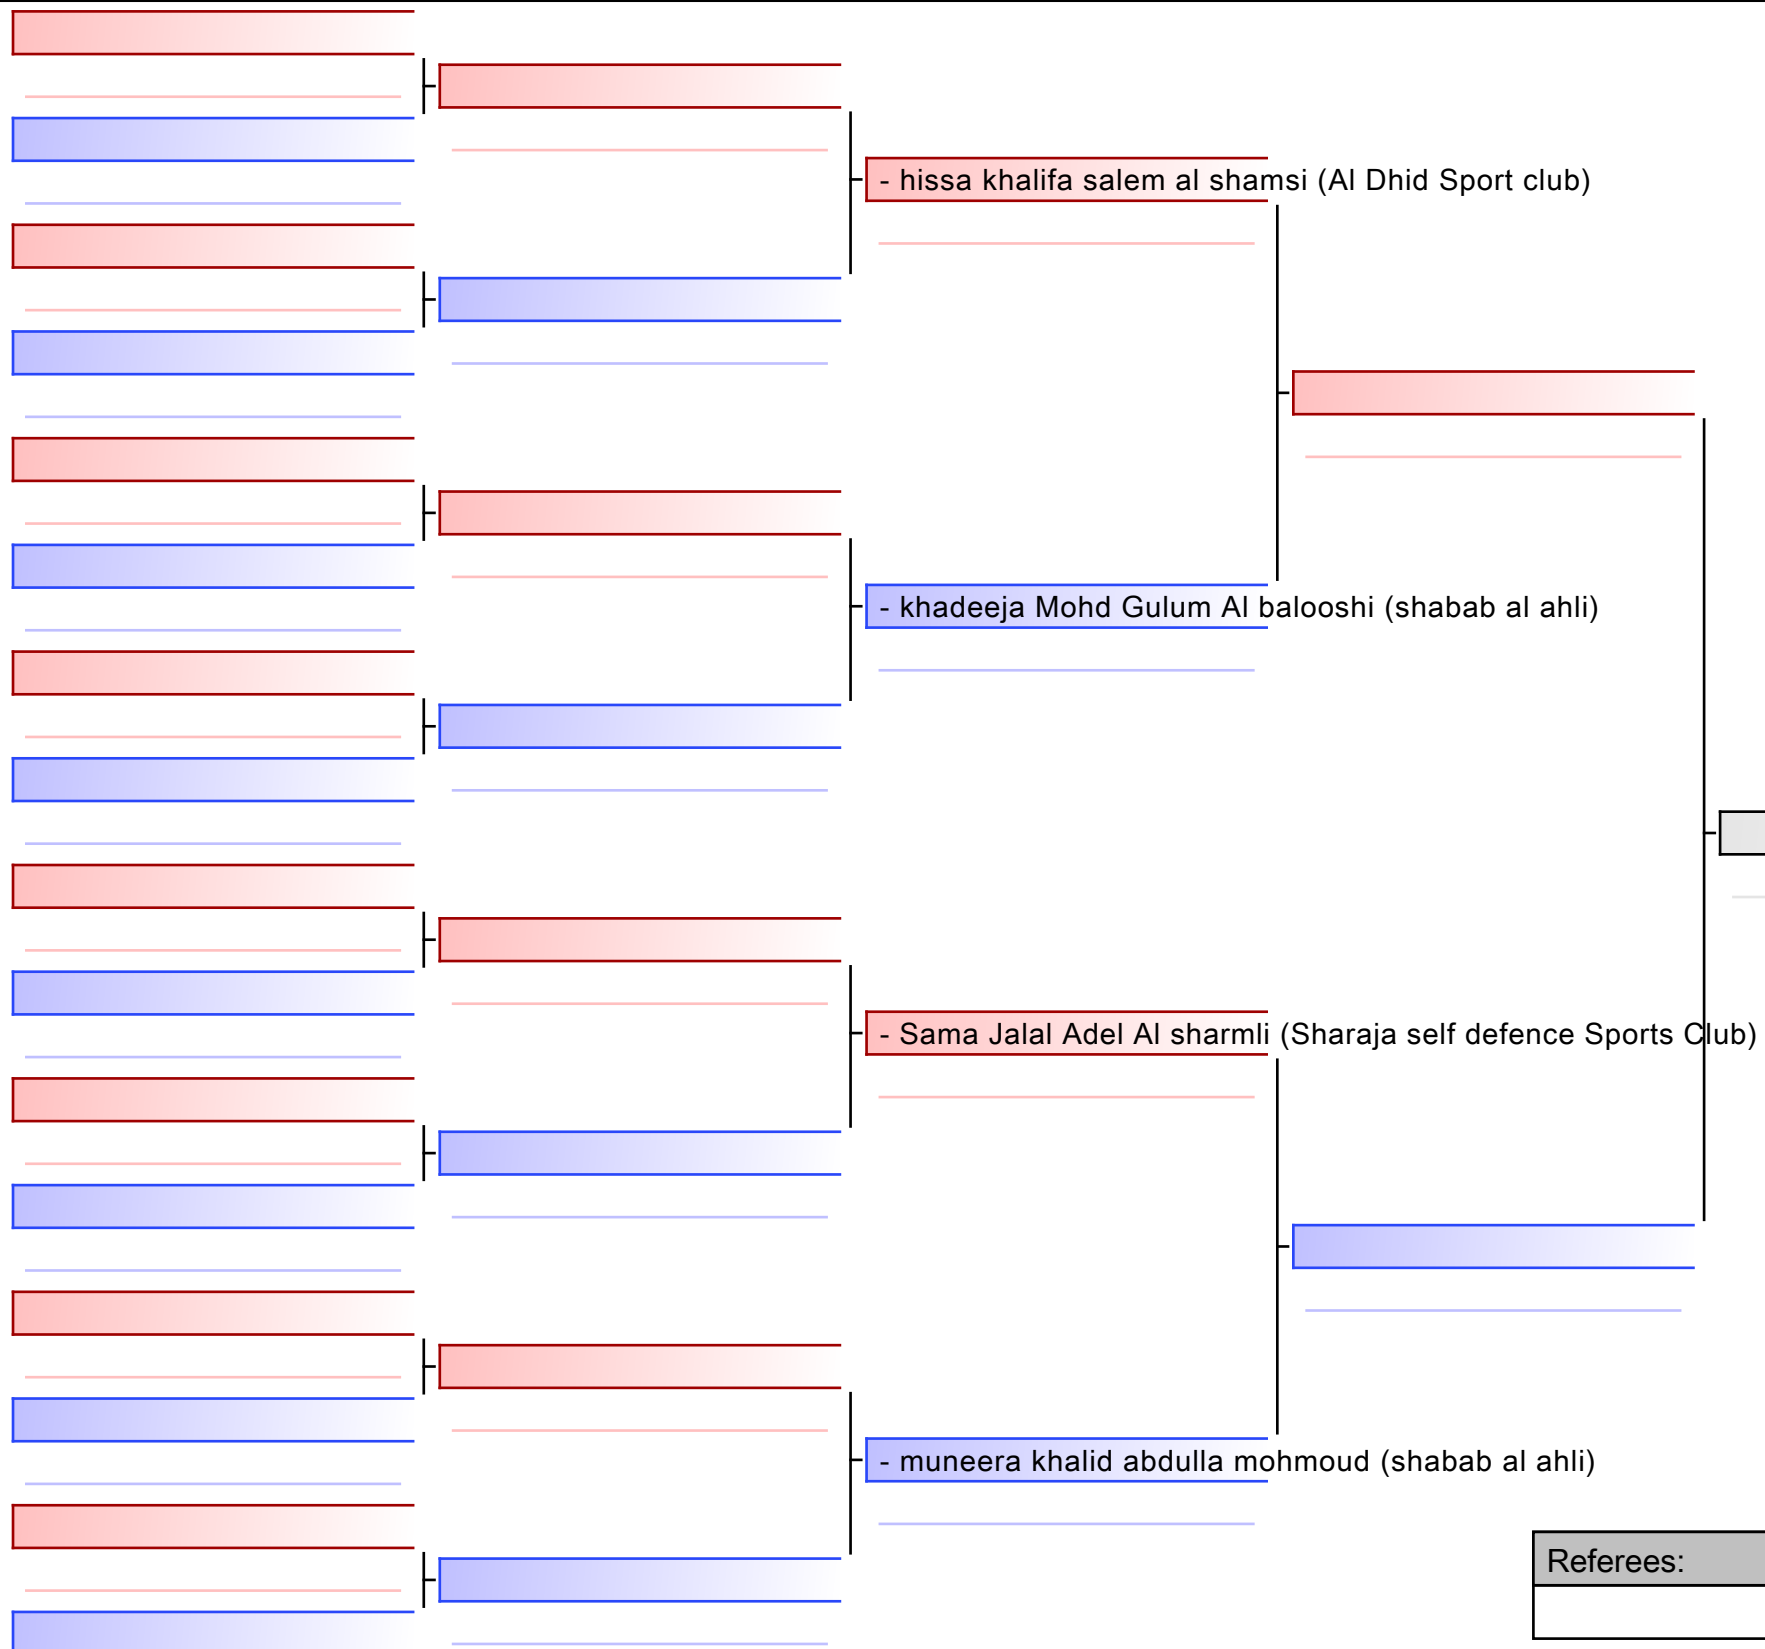 - hissa khalifa salem al shamsi (Al Dhid Sport club)
- khadeeja Mohd Gulum Al balooshi (shabab al ahli)
- Sama Jalal Adel Al sharmli (Sharaja self defence Sports Club)
- muneera khalid abdulla mohmoud (shabab al ahli)
Referees: